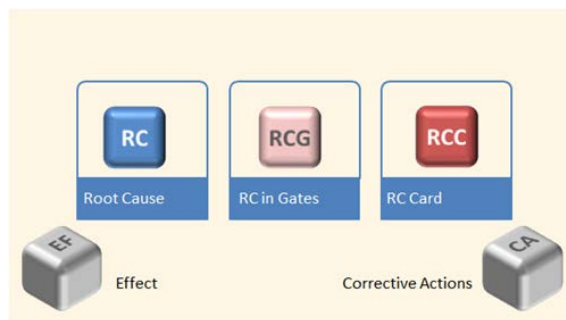 RC
RCG
RCC
Root Cause
RC in Gates
RC Card
EF
CA
Effect
Corrective Actions